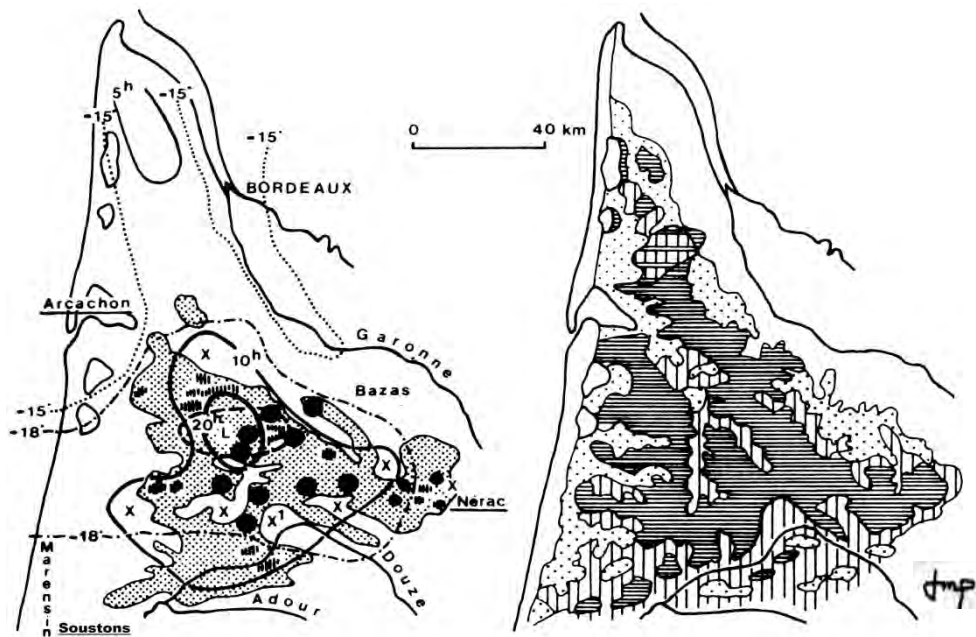 5h
-15°
-15°
-15°
0 40 km
BORDEAUX
Arcachon
Garonne
X
10h
Bazas
-15°
-18°
20h
L
X
X
Nérac
X
X
X1
-18°
Marensin
Douze
Adour
Soustons
jmp